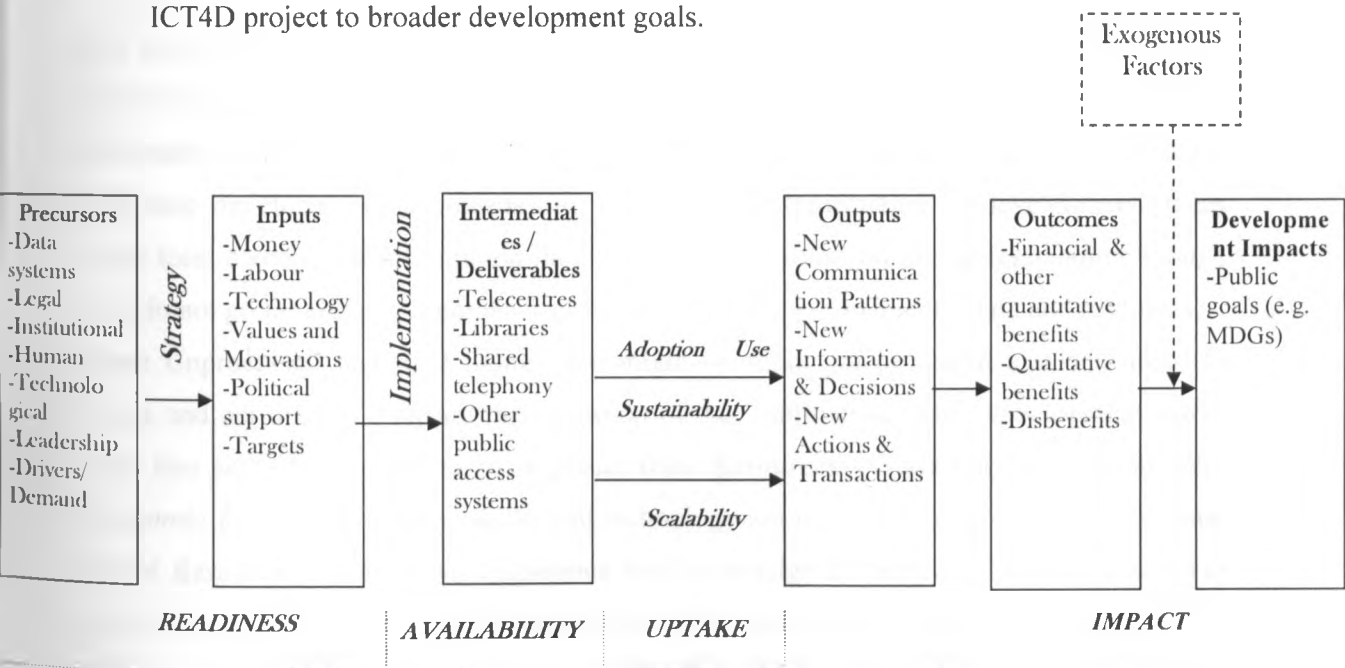 ICT4D project to broader development goals.
Exogenous
Factors
Precursors
-Data
systems
-Legal
-Institutional
-Human
-Technolo
gical
-Leadership
-Drivers/
Demand
Strategy
Inputs
-Money
-Labour
-Technology
-Values and
Motivations
-Political
support
-Targets
Implementation
Intermediat
es /
Deliverables
-Telecentres
-Libraries
-Shared
telephony
-Other
public
access
systems
Adoption Use
Sustainability
Scalability
Outputs
-New
Communica
tion Patterns
-New
Information
& Decisions
-New
Actions &
Transactions
Outcomes
-Financial &
other
quantitative
benefits
-Qualitative
benefits
-Disbenefits
Developme
nt Impacts
-Public
goals (e.g.
MDGs)
READINESS
AVAILABILITY
UPTAKE
IMPACT